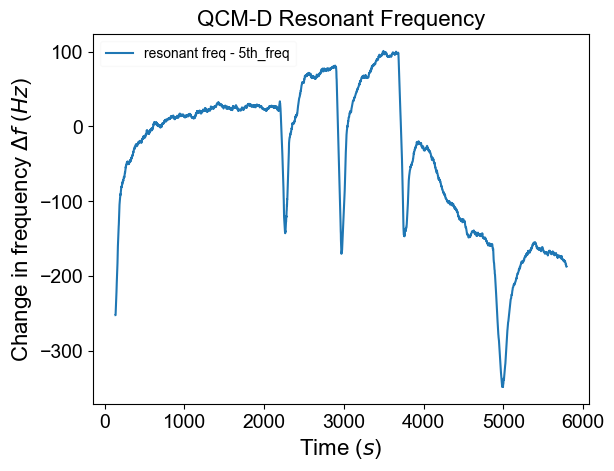 QCM-D Resonant Frequency
resonant freq - 5th_freq
Change in frequency Δf (Hz)
100
0
−100
−200
−300
0 1000 2000 3000 4000 5000 6000
Time (s)